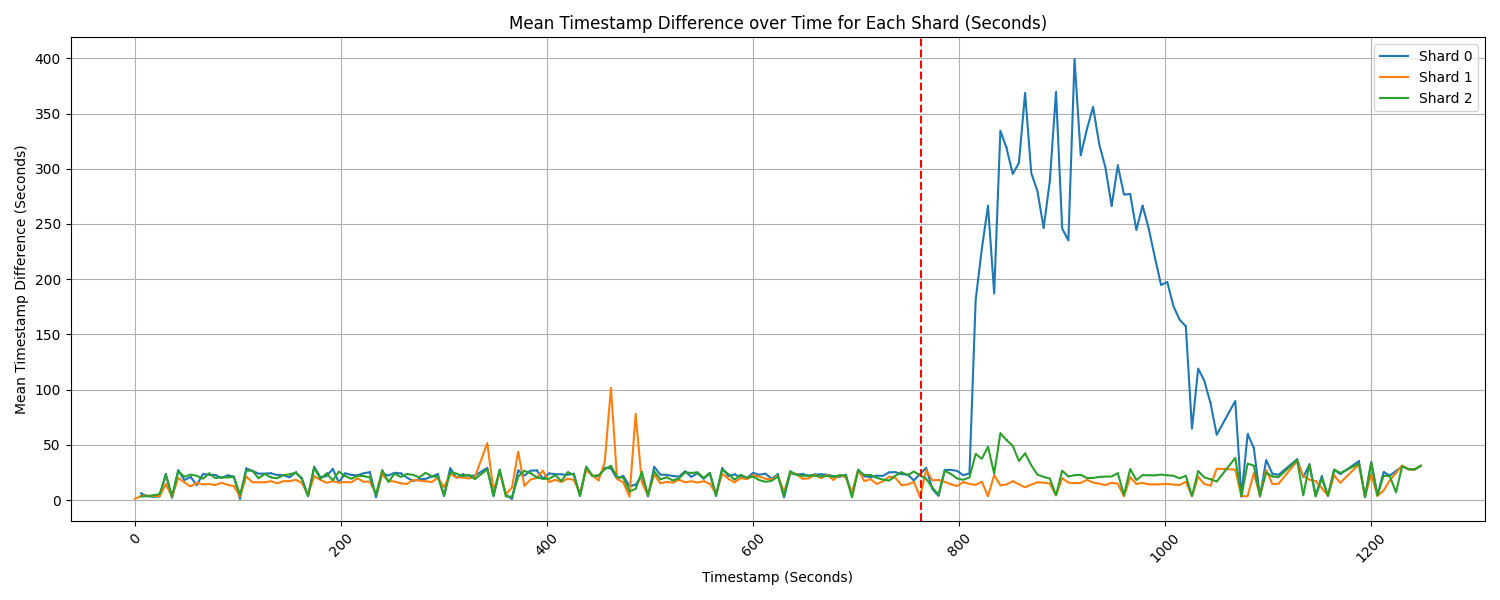 Mean Timestamp Difference over Time for Each Shard (Seconds)
Mean Timestamp Difference (Seconds)
400
350
300
250
200
150
100
50
0
Shard 0
Shard 1
Shard 2
0
200
400
600
800
1000
1200
Timestamp (Seconds)